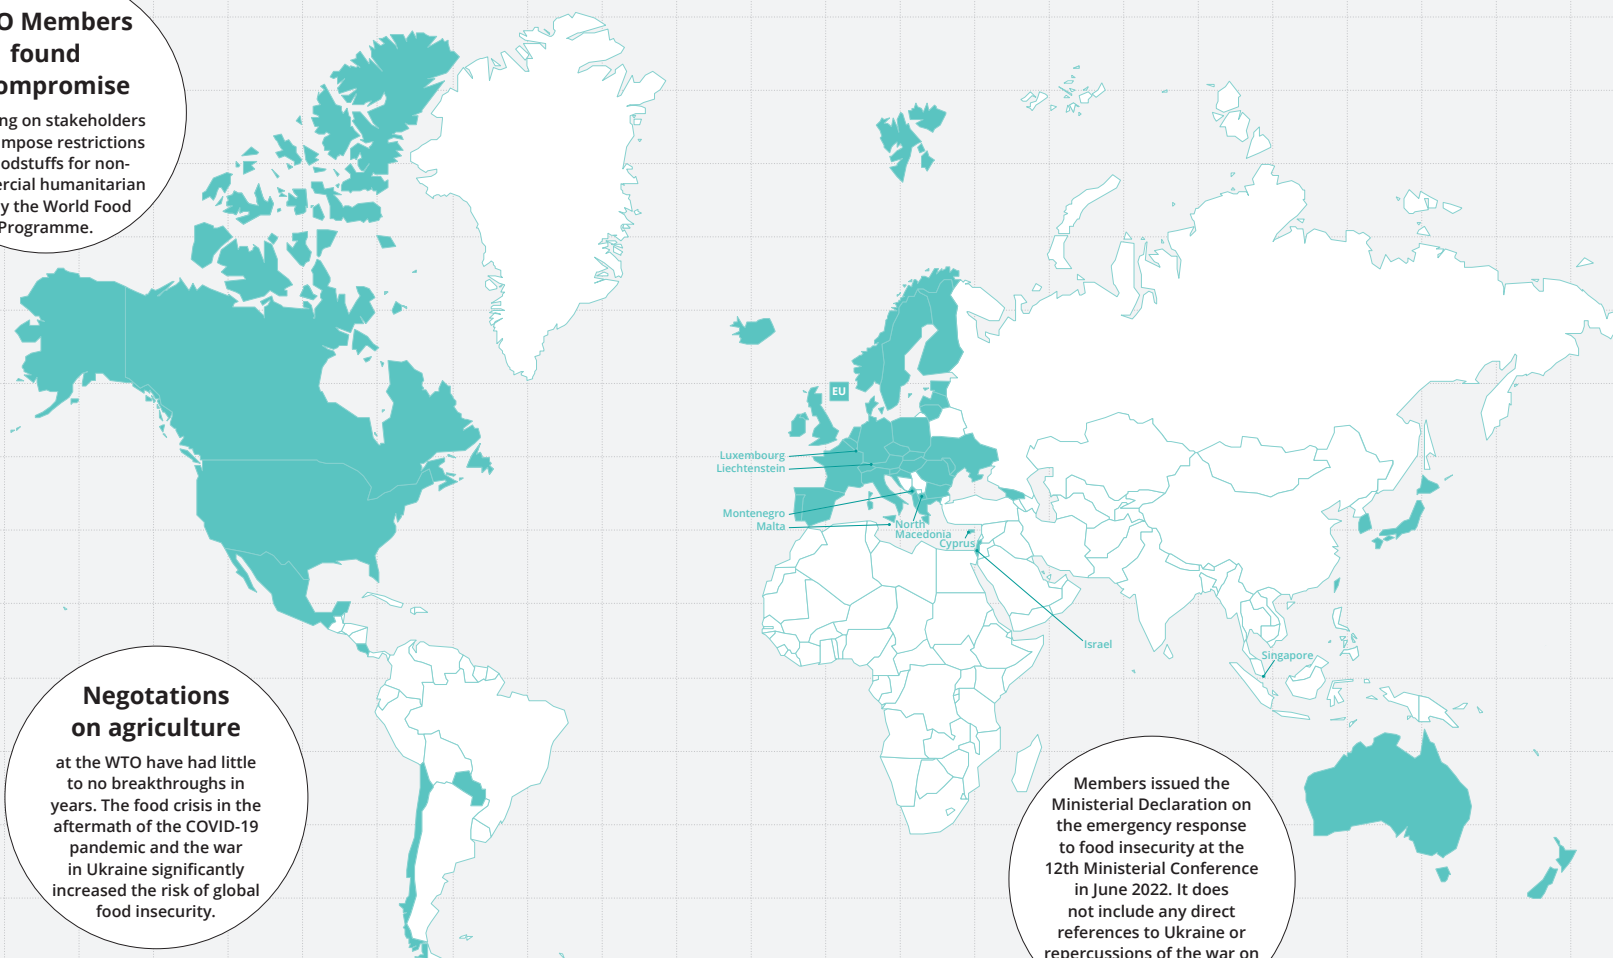 O Members
found
ompromise
ng on stakeholders
mpose restrictions
odstuffs for non-
ercial humanitarian
y the World Food
Programme.
EU
Luxembourg
Liechtenstein
Montenegro
Malta
North
Macedonia
Cyprus
Israel
Singapore
Negotations
on agriculture
at the WTO have had little
to no breakthroughs in
years. The food crisis in the
aftermath of the COVID-19
pandemic and the war
in Ukraine significantly
increased the risk of global
food insecurity.
Members issued the
Ministerial Declaration on
the emergency response
to food insecurity at the
12th Ministerial Conference
in June 2022. It does
not include any direct
references to Ukraine or
repercussions of the war on